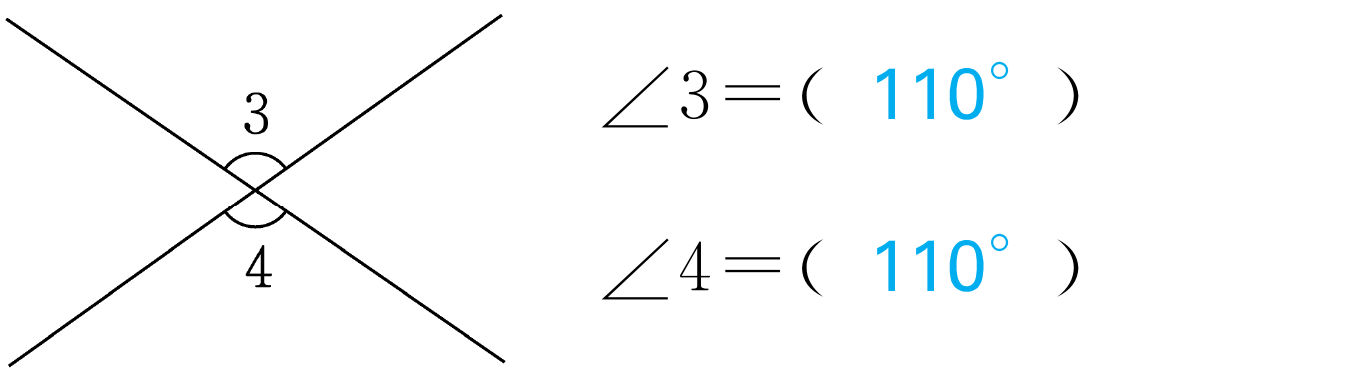 3
4
∠3=( 110° )
∠4=( 110° )